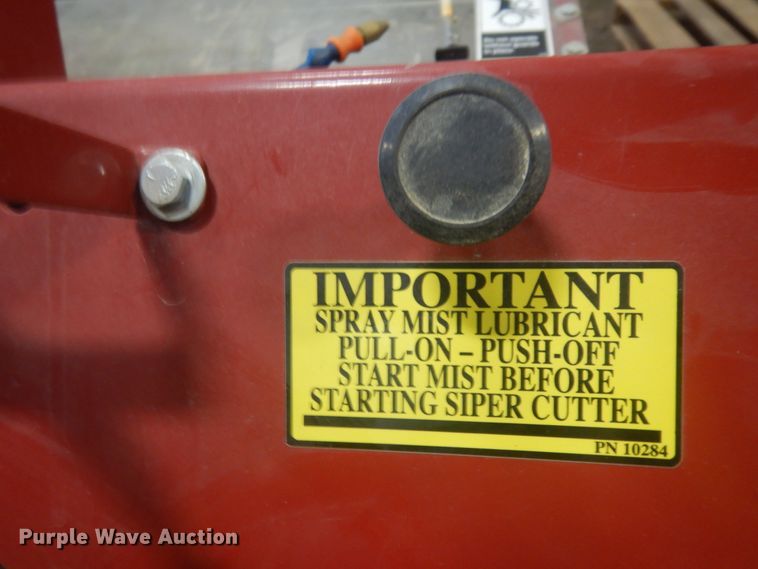 IMPORTANT
SPRAY MIST LUBRICANT
PULL-ON – PUSH-OFF
START MIST BEFORE
STARTING SIPER CUTTER
PN 10284
Purple Wave Auction